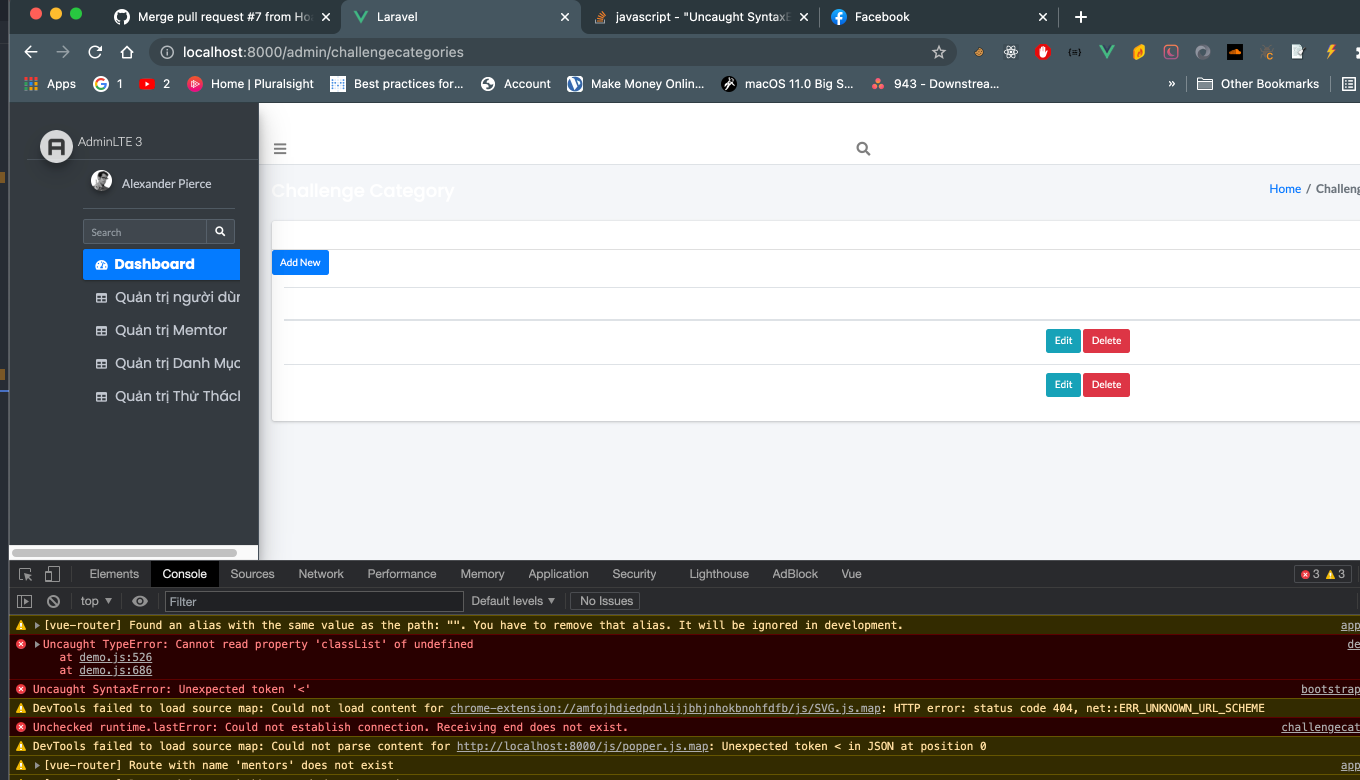 Merge pull request #7 from Ho
Laravel
javascript - "Uncaught SyntaxE
Facebook
localhost:8000/admin/challengecategories
Apps
1
2
Home | Pluralsight
Best practices for...
Account
Make Money Online...
macOS 11.0 Big S...
943 - Downstrea...
»
Other Bookmarks
AdminLTE 3
Alexander Pierce
Search
Dashboard
Quản trị người dùn
Quản trị Memtor
Quản trị Danh Mục
Quản trị Thử Thách
Challenge Category
Home / Challeng
Add New
Edit Delete
Edit Delete
Elements Console Sources Network Performance Memory Application Security Lighthouse AdBlock Vue 3 3
top Filter Default levels No Issues
[vue-router] Found an alias with the same value as the path: "". You have to remove that alias. It will be ignored in development. app
Uncaught TypeError: Cannot read property 'classList' of undefined de
at demo.js:526
at demo.js:686
Uncaught SyntaxError: Unexpected token '<' bootstrap
DevTools failed to load source map: Could not load content for chrome-extension://amfojhdiedpdnlijjbhjnhokbnohfdfb/js/SVG.js.map: HTTP error: status code 404, net::ERR_UNKNOWN_URL_SCHEME
Unchecked runtime.lastError: Could not establish connection. Receiving end does not exist. challengecat
DevTools failed to load source map: Could not parse content for http://localhost:8000/js/popper.js.map: Unexpected token < in JSON at position 0
[vue-router] Route with name 'mentors' does not exist app